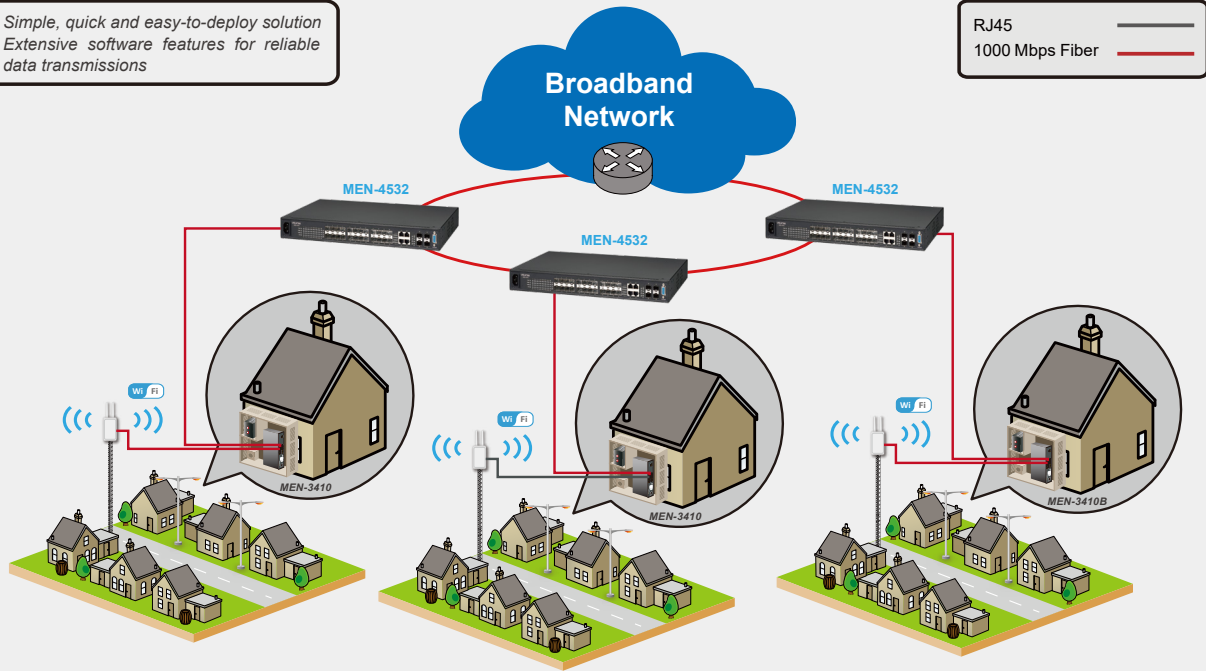 Simple, quick and easy-to-deploy solution
Extensive software features for reliable
data transmissions
RJ45
1000 Mbps Fiber
Broadband
Network
MEN-4532
MEN-4532
MEN-4532
Wi Fi
Wi Fi
Wi Fi
MEN-3410
MEN-3410
MEN-3410B